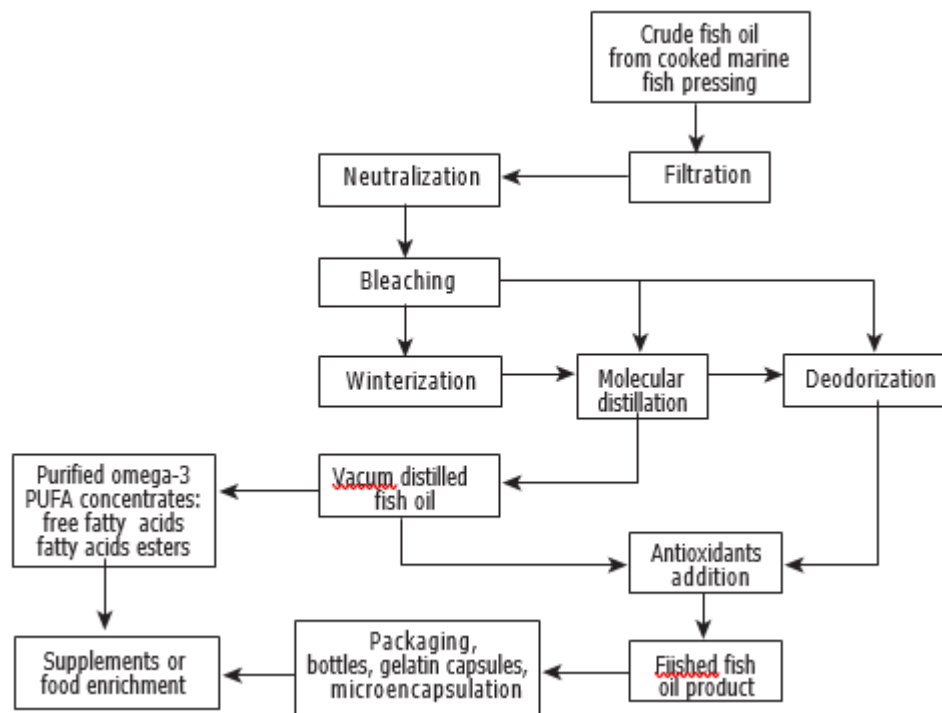 Crude fish oil
from cooked marine
fish pressing
Filtration
Neutralization
Bleaching
Winterization
Molecular
distillation
Deodorization
Vacum distilled
fish oil
Purified omega-3
PUFA concentrates:
free fatty acids
fatty acids esters
Antioxidants
addition
Fiished fish
oil product
Packaging,
bottles, gelatin capsules,
microencapsulation
Supplements or
food enrichment